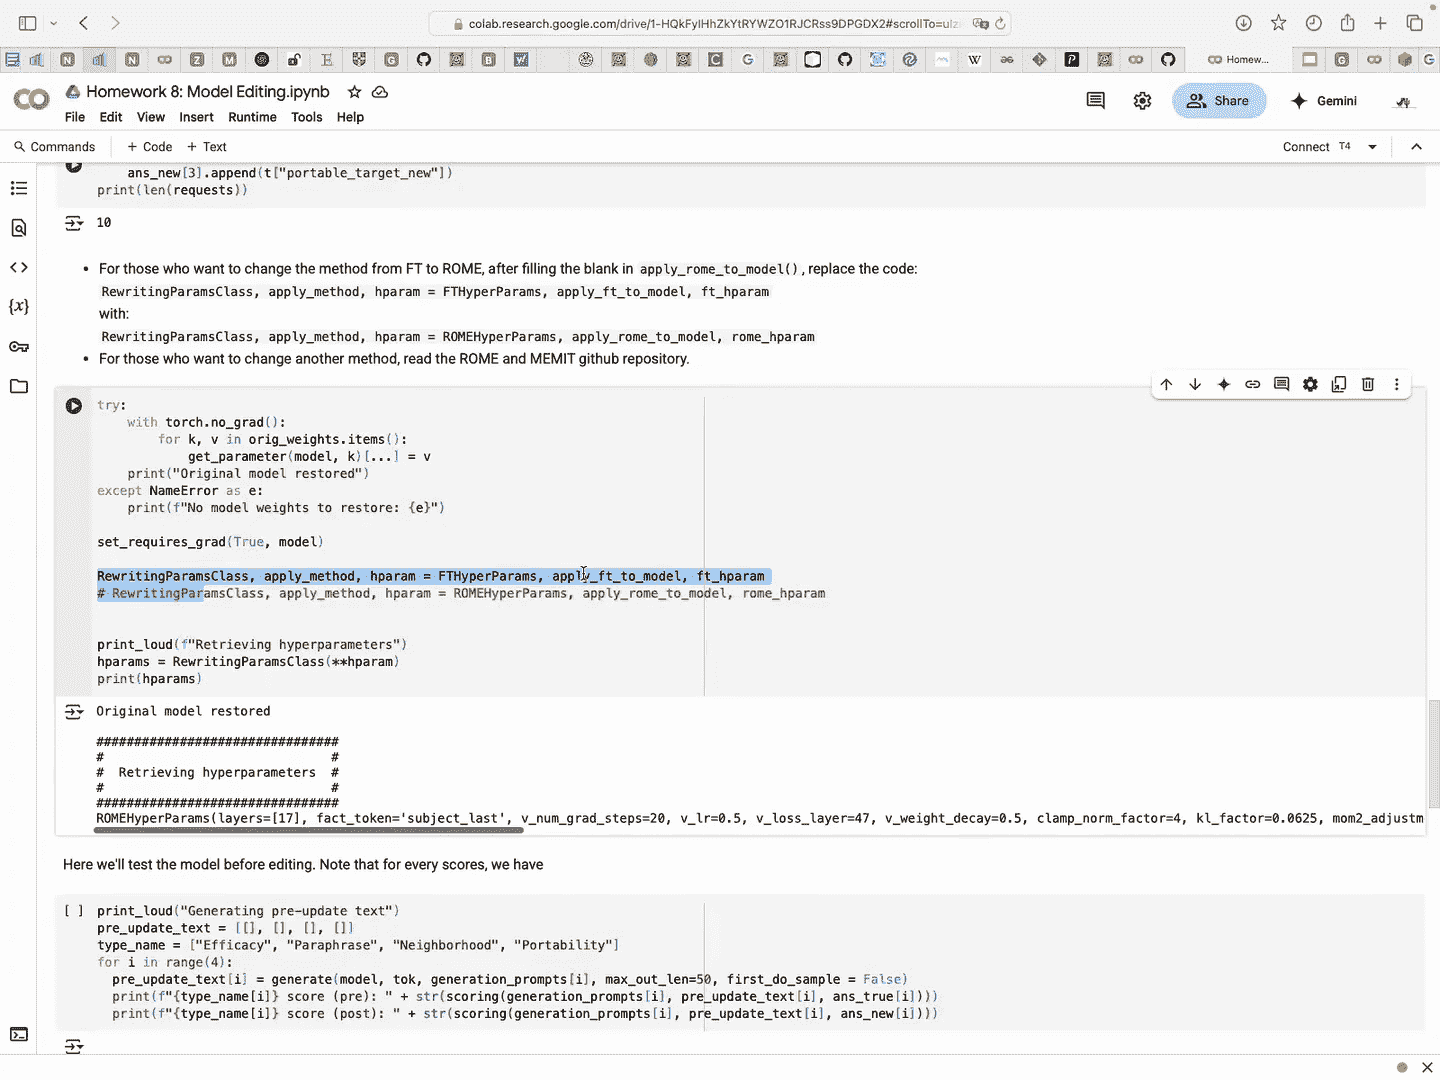 colab.research.google.com/drive/1-HQkFylHhZkYtRYWZO1RJCRss9DPGDX2#scrollTo=
Homew...
Homework 8: Model Editing.ipynb
Share
Gemini
File Edit View Insert Runtime Tools Help
Commands
+ Code + Text
Connect T4
ans_new[3].append(t["portable_target_new"])
print(len(requests))
10
• For those who want to change the method from FT to ROME, after filling the blank in apply_rome_to_model(), replace the code:
RewritingParamsClass, apply_method, hparam = FTHyperParams, apply_ft_to_model, ft_hparam
with:
RewritingParamsClass, apply_method, hparam = ROMEHyperParams, apply_rome_to_model, rome_hparam
• For those who want to change another method, read the ROME and MEMIT github repository.
try:
with torch.no_grad():
for k, v in orig_weights.items():
get_parameter(model, k)[...] = v
print("Original model restored")
except NameError as e:
print(f"No model weights to restore: {e}")
set_requires_grad(True, model)
RewritingParamsClass, apply_method, hparam = FTHyperParams, apply_ft_to_model, ft_hparam
# RewritingParamsClass, apply_method, hparam = ROMEHyperParams, apply_rome_to_model, rome_hparam
print_loud(f"Retrieving hyperparameters")
hparams = RewritingParamsClass(**hparam)
print(hparams)
Original model restored
################################
# #
# Retrieving hyperparameters #
# #
################################
ROMEHyperParams(layers=[17], fact_token='subject_last', v_num_grad_steps=20, v_lr=0.5, v_loss_layer=47, v_weight_decay=0.5, clamp_norm_factor=4, kl_factor=0.0625, mom2_adjustm
Here we'll test the model before editing. Note that for every scores, we have
[ ] print_loud("Generating pre-update text")
pre_update_text = [[], [], [], []]
type_name = ["Efficacy", "Paraphrase", "Neighborhood", "Portability"]
for i in range(4):
pre_update_text[i] = generate(model, tok, generation_prompts[i], max_out_len=50, first_do_sample = False)
print(f"{type_name[i]} score (pre): " + str(scoring(generation_prompts[i], pre_update_text[i], ans_true[i])))
print(f"{type_name[i]} score (post): " + str(scoring(generation_prompts[i], pre_update_text[i], ans_new[i])))